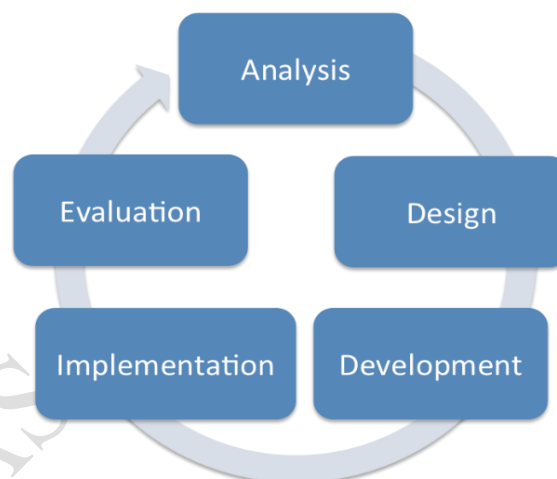 Analysis
Design
Development
Implementation
Evaluation